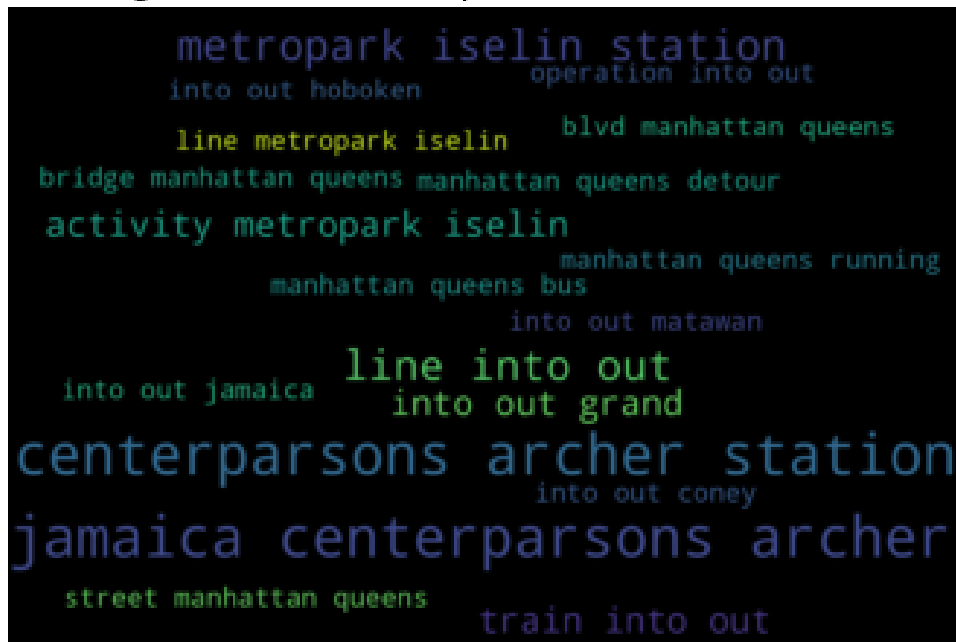 metropark iselin station
operation into out
into out hoboken
blvd manhattan queens
line metropark iselin
bridge manhattan queens
manhattan queens detour
activity metropark iselin
manhattan queens running
manhattan queens bus
into out matawan
line into out
into out jamaica
into out grand
centerparsons archer station
into out coney
jamaica centerparsons archer
street manhattan queens
train into out